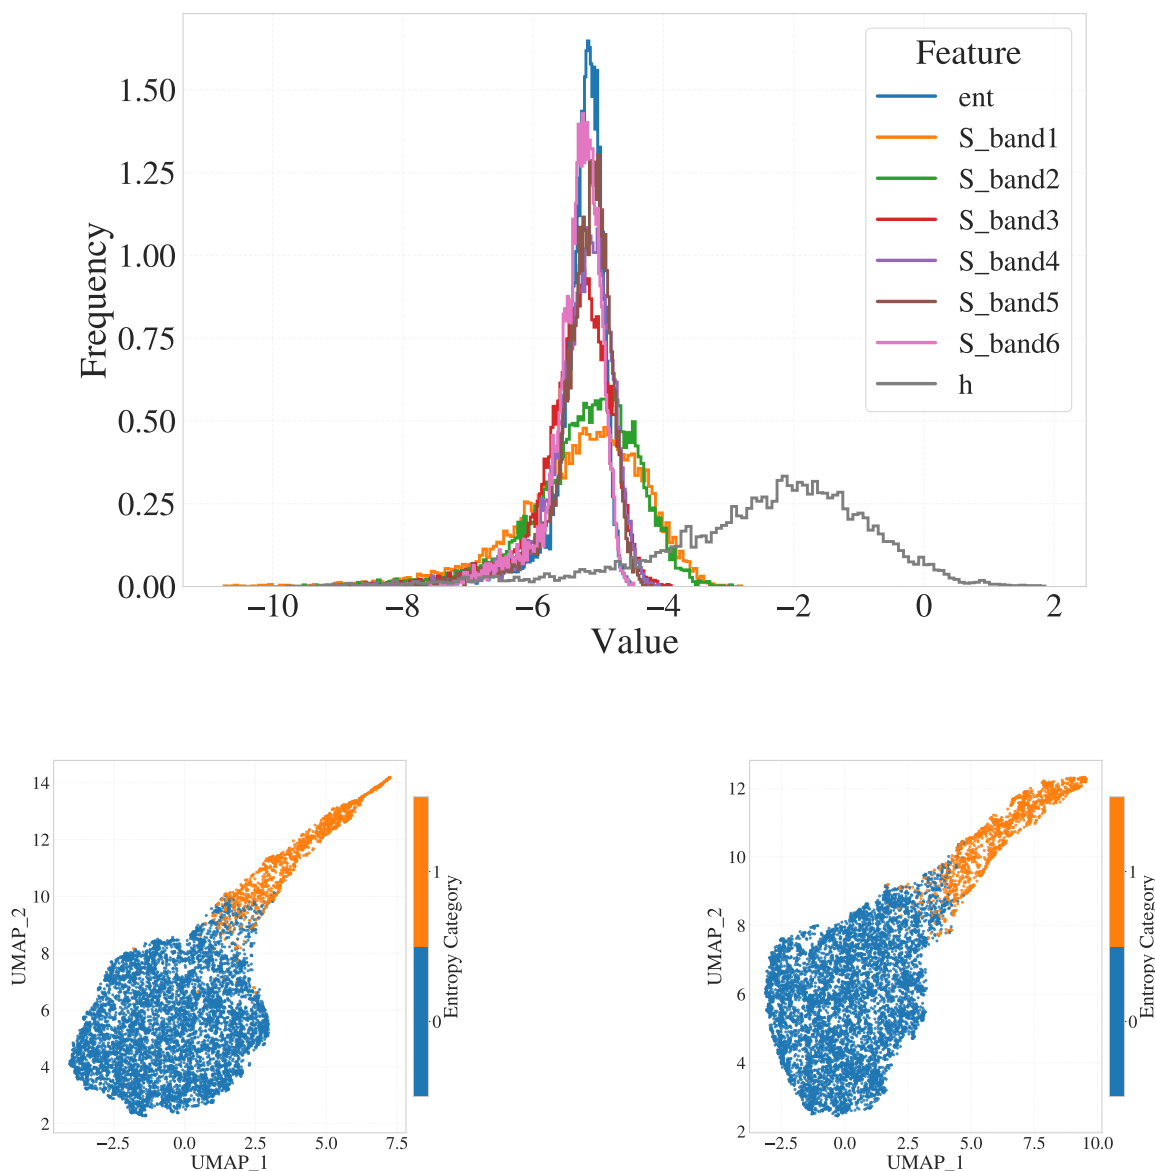 Feature
ent
S_band1
S_band2
S_band3
S_band4
S_band5
S_band6
h
Frequency
1.50
1.25
1.00
0.75
0.50
0.25
0.00
−10 −8 −6 −4 −2 0 2
Value
UMAP_2
14
12
10
8
6
4
2
−2.5 0.0 2.5 5.0 7.5
UMAP_1
1
0
Entropy Category
UMAP_2
12
10
8
6
4
2
−2.5 0.0 2.5 5.0 7.5 10.0
UMAP_1
1
0
Entropy Category